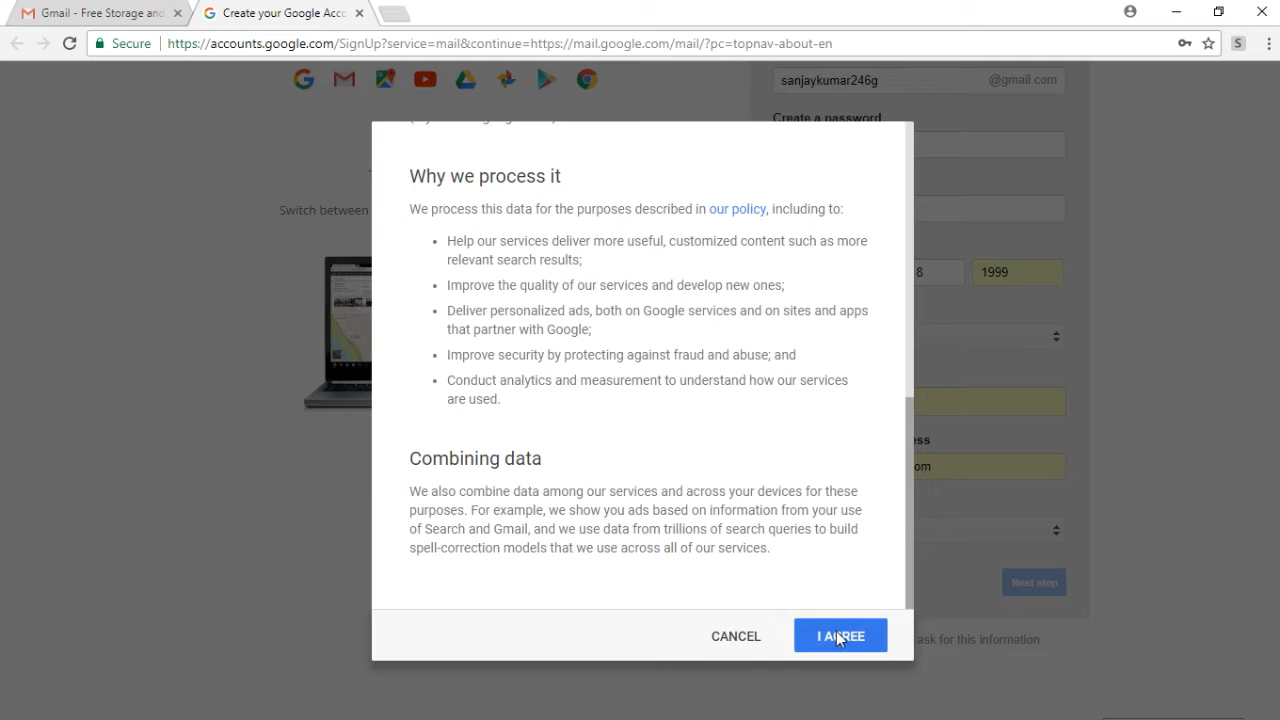 Gmail - Free Storage and
Create your Google Acco
Secure
https://accounts.google.com/SignUp?service=mail&continue=https://mail.google.com/mail/?pc=topnav-about-en
S
sanjaykumar246g
@gmail.com
Create a password
Switch between
Why we process it
We process this data for the purposes described in our policy, including to:
• Help our services deliver more useful, customized content such as more
relevant search results;
• Improve the quality of our services and develop new ones;
• Deliver personalized ads, both on Google services and on sites and apps
that partner with Google;
• Improve security by protecting against fraud and abuse; and
• Conduct analytics and measurement to understand how our services
are used.
8
1999
Combining data
We also combine data among our services and across your devices for these
purposes. For example, we show you ads based on information from your use
of Search and Gmail, and we use data from trillions of search queries to build
spell-correction models that we use across all of our services.
ess
om
Next step
CANCEL
I AGREE
ask for this information.